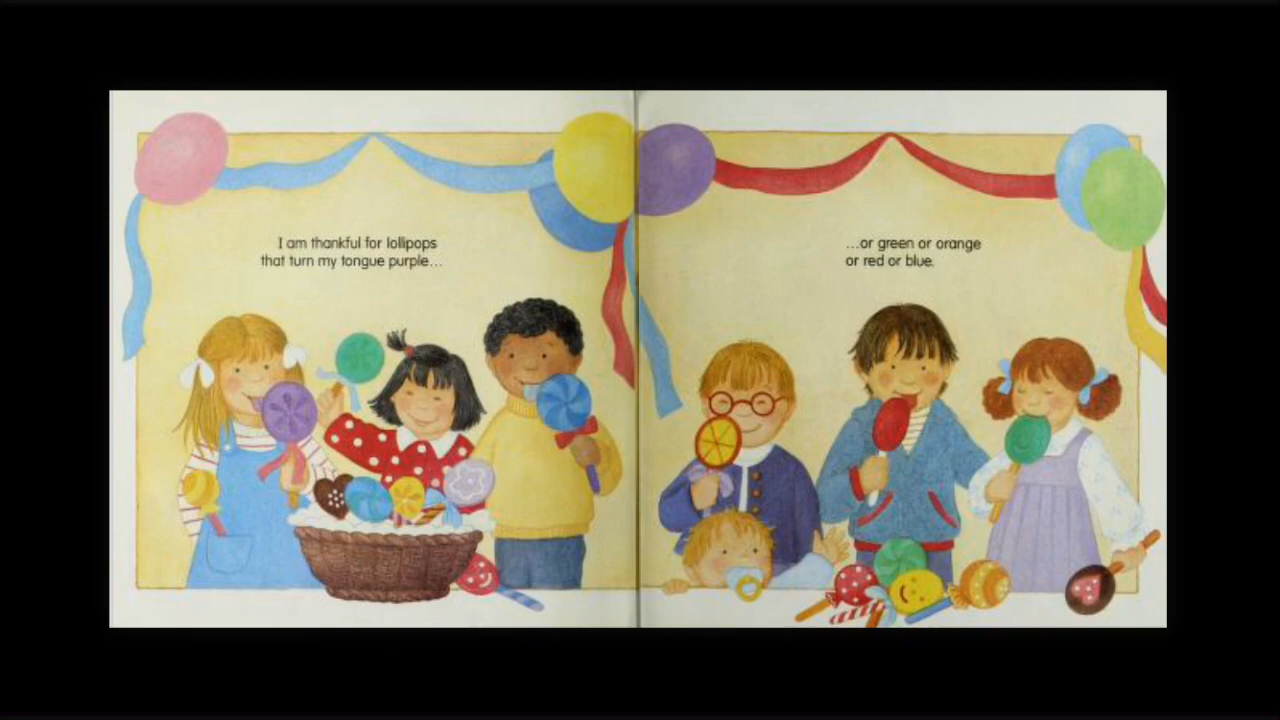 I am thankful for lollipops
that turn my tongue purple...
...or green or orange
or red or blue.